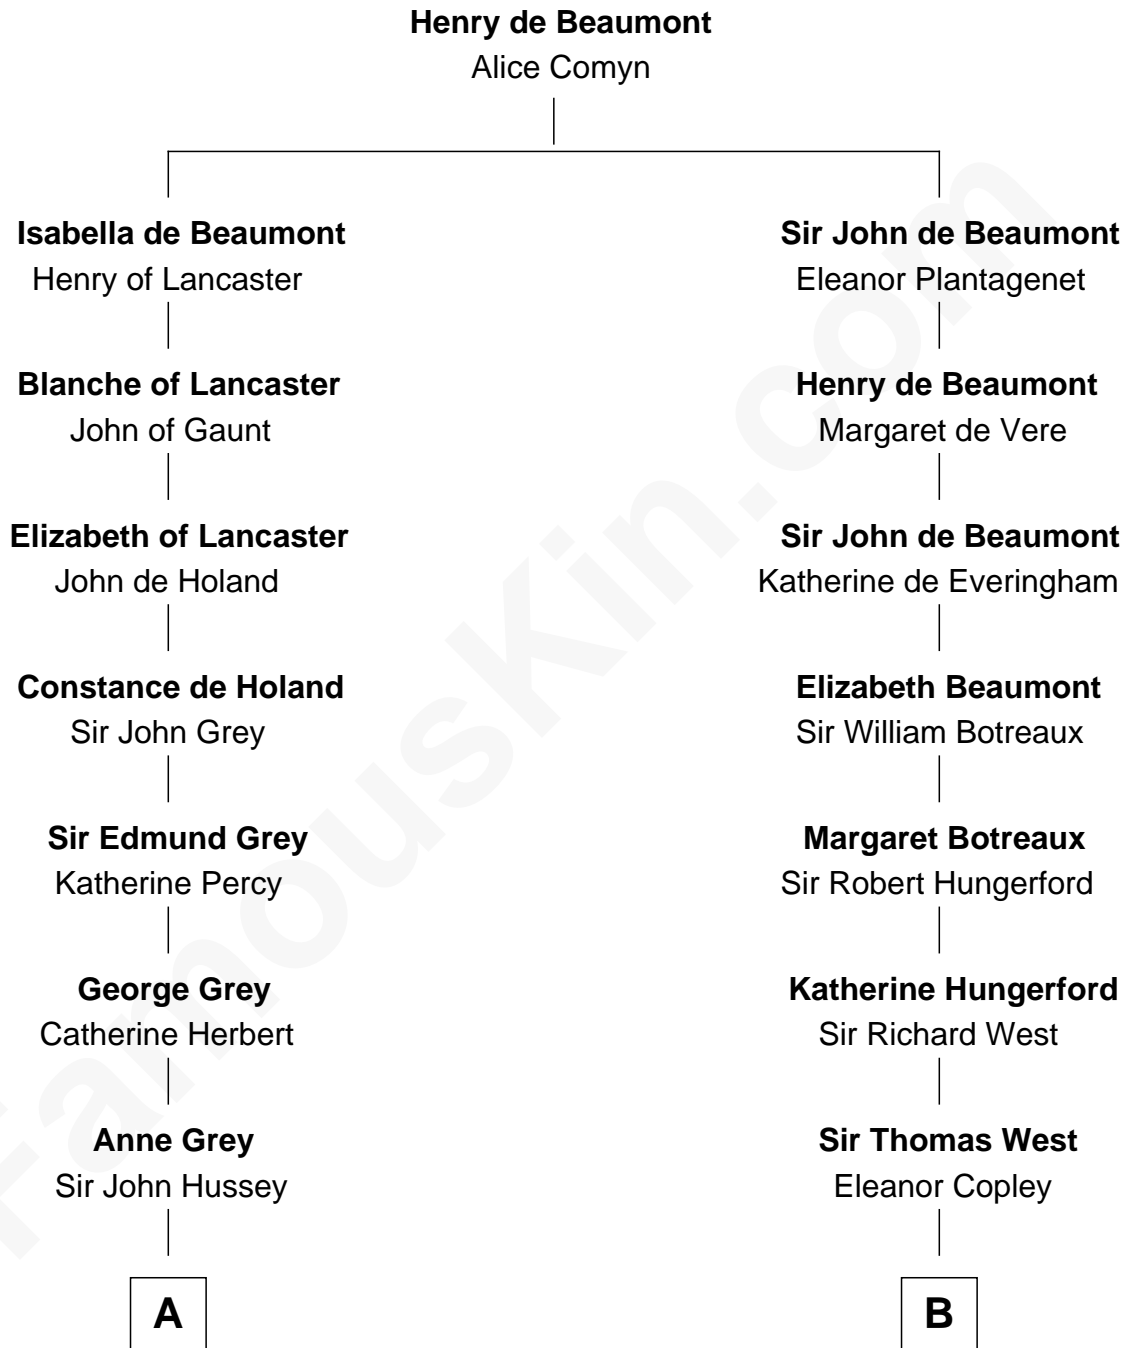 Henry de Beaumont
Alice Comyn
Isabella de Beaumont
Henry of Lancaster
Sir John de Beaumont
Eleanor Plantagenet
Blanche of Lancaster
John of Gaunt
Henry de Beaumont
Margaret de Vere
Elizabeth of Lancaster
John de Holand
Sir John de Beaumont
Katherine de Everingham
Constance de Holand
Sir John Grey
Elizabeth Beaumont
Sir William Botreaux
Sir Edmund Grey
Katherine Percy
Margaret Botreaux
Sir Robert Hungerford
George Grey
Catherine Herbert
Katherine Hungerford
Sir Richard West
Anne Grey
Sir John Hussey
Sir Thomas West
Eleanor Copley
A
B
FamousKin.com